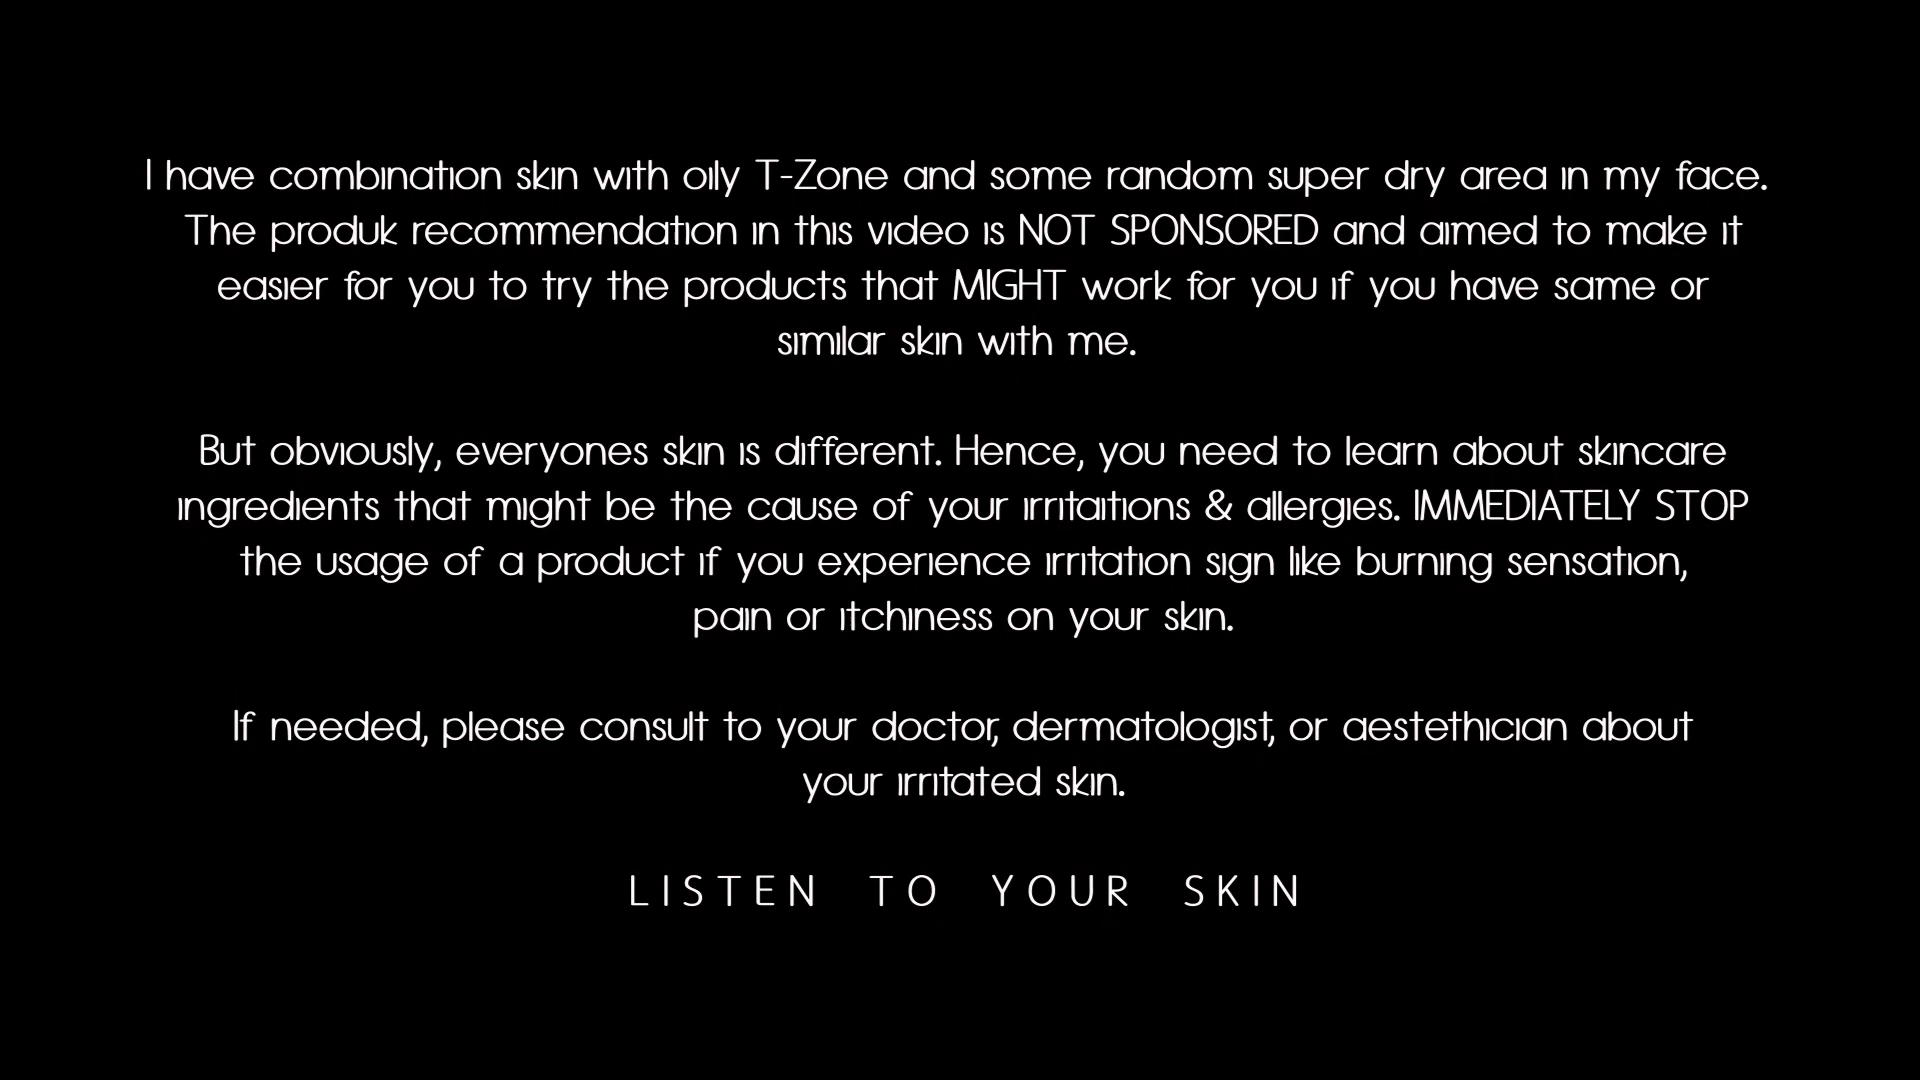 I have combination skin with oily T-Zone and some random super dry area in my face.
The produk recommendation in this video is NOT SPONSORED and aimed to make it
easier for you to try the products that MIGHT work for you if you have same or
similar skin with me.
But obviously, everyones skin is different. Hence, you need to learn about skincare
ingredients that might be the cause of your irritaitions & allergies. IMMEDIATELY STOP
the usage of a product if you experience irritation sign like burning sensation,
pain or itchiness on your skin.
If needed, please consult to your doctor, dermatologist, or aestethician about
your irritated skin.
LISTEN TO YOUR SKIN